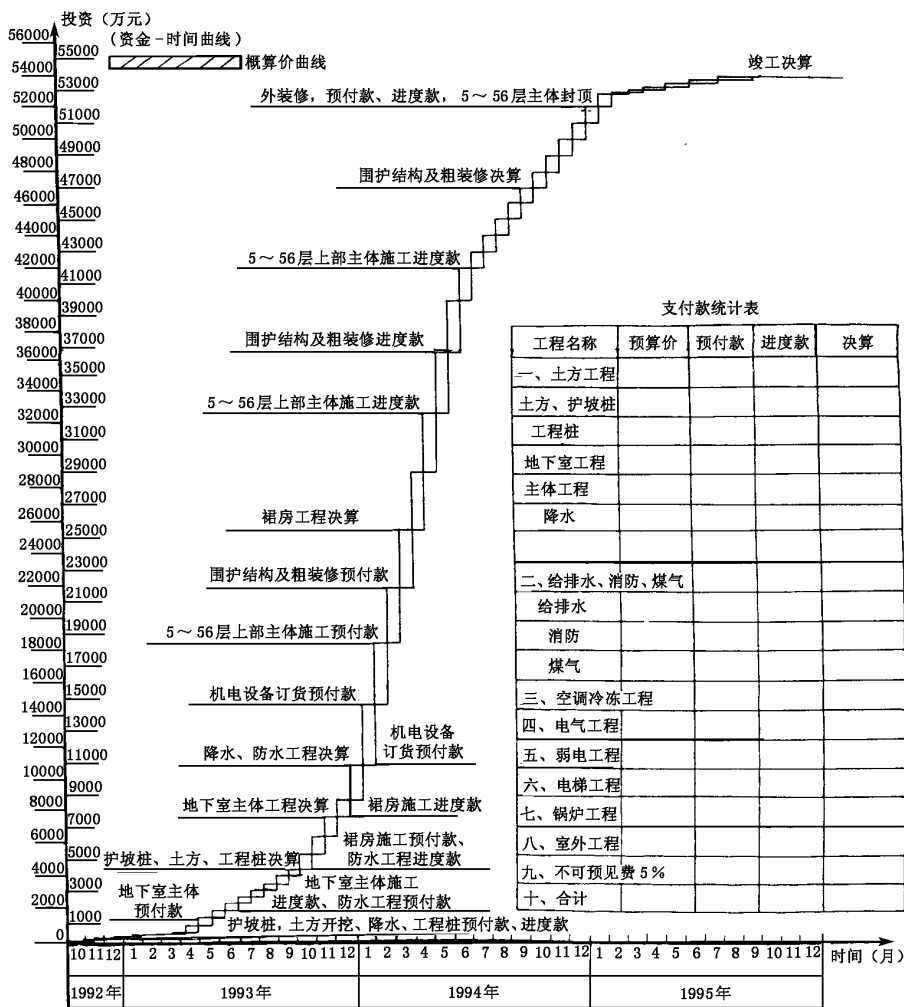 投资（万元）
（资金-时间曲线）
概算价曲线
竣工决算
外装修，预付款、进度款，5～56层主体封顶
围护结构及粗装修决算
5～56层上部主体施工进度款
围护结构及粗装修进度款
5～56层上部主体施工进度款
裙房工程决算
围护结构及粗装修预付款
5～56层上部主体施工预付款
机电设备订货预付款
机电设备
订货预付款
降水、防水工程决算
地下室主体工程决算
裙房施工进度款
裙房施工预付款、
防水工程进度款
护坡桩、土方、工程桩决算
地下室主体
预付款
地下室主体施工
进度款、防水工程预付款
护坡桩，土方开挖、降水、工程桩预付款、进度款
56000
55000
54000
53000
52000
51000
50000
49000
48000
47000
46000
45000
44000
43000
42000
41000
40000
39000
38000
37000
36000
35000
34000
33000
32000
31000
30000
29000
28000
27000
26000
25000
24000
23000
22000
21000
20000
19000
18000
17000
16000
15000
14000
13000
12000
11000
10000
9000
8000
7000
6000
5000
4000
3000
2000
1000
0
支付款统计表
工程名称 预算价 预付款 进度款 决算
一、土方工程
土方、护坡桩
工程桩
地下室工程
主体工程
降水
二、给排水、消防、煤气
给排水
消防
煤气
三、空调冷冻工程
四、电气工程
五、弱电工程
六、电梯工程
七、锅炉工程
八、室外工程
九、不可预见费5％
十、合计
10 11 12 1 2 3 4 5 6 7 8 9 10 11 12 1 2 3 4 5 6 7 8 9 10 11 12 1 2 3 4 5 6 7 8 9 10 11 12 时间（月）
1992年 1993年 1994年 1995年